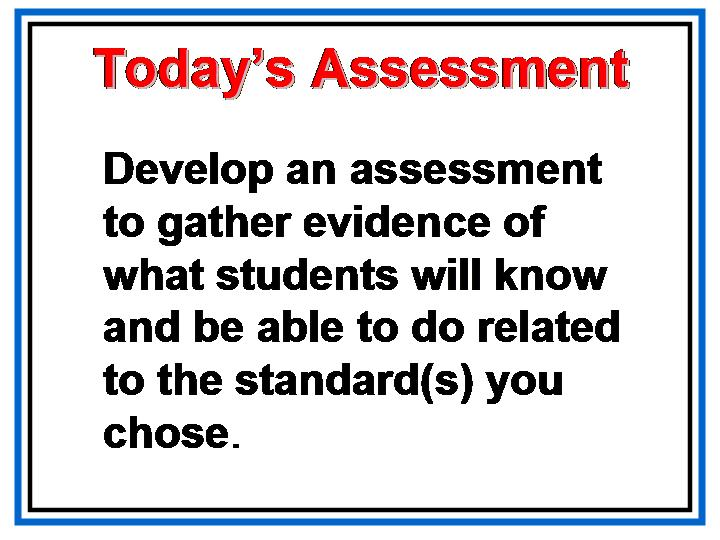 Today’s Assessment
Develop an assessment
to gather evidence of
what students will know
and be able to do related
to the standard(s) you
chose.